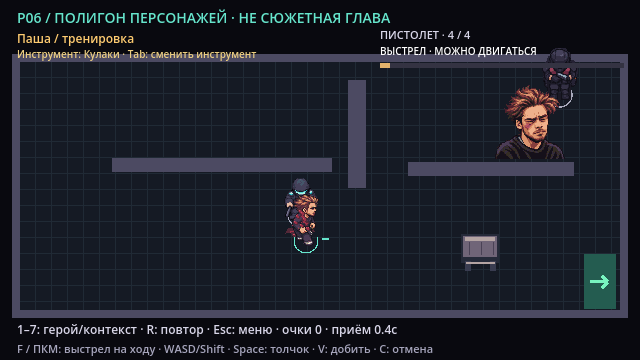 P06 / ПОЛИГОН ПЕРСОНАЖЕЙ · НЕ СЮЖЕТНАЯ ГЛАВА
Паша / тренировка
Инструмент: Кулаки · Tab: сменить инструмент
ПИСТОЛЕТ · 4 / 4
ВЫСТРЕЛ · МОЖНО ДВИГАТЬСЯ
1–7: герой/контекст · R: повтор · Esc: меню · очки 0 · приём 0.4с
F / ПКМ: выстрел на ходу · WASD/Shift · Space: толчок · V: добить · C: отмена